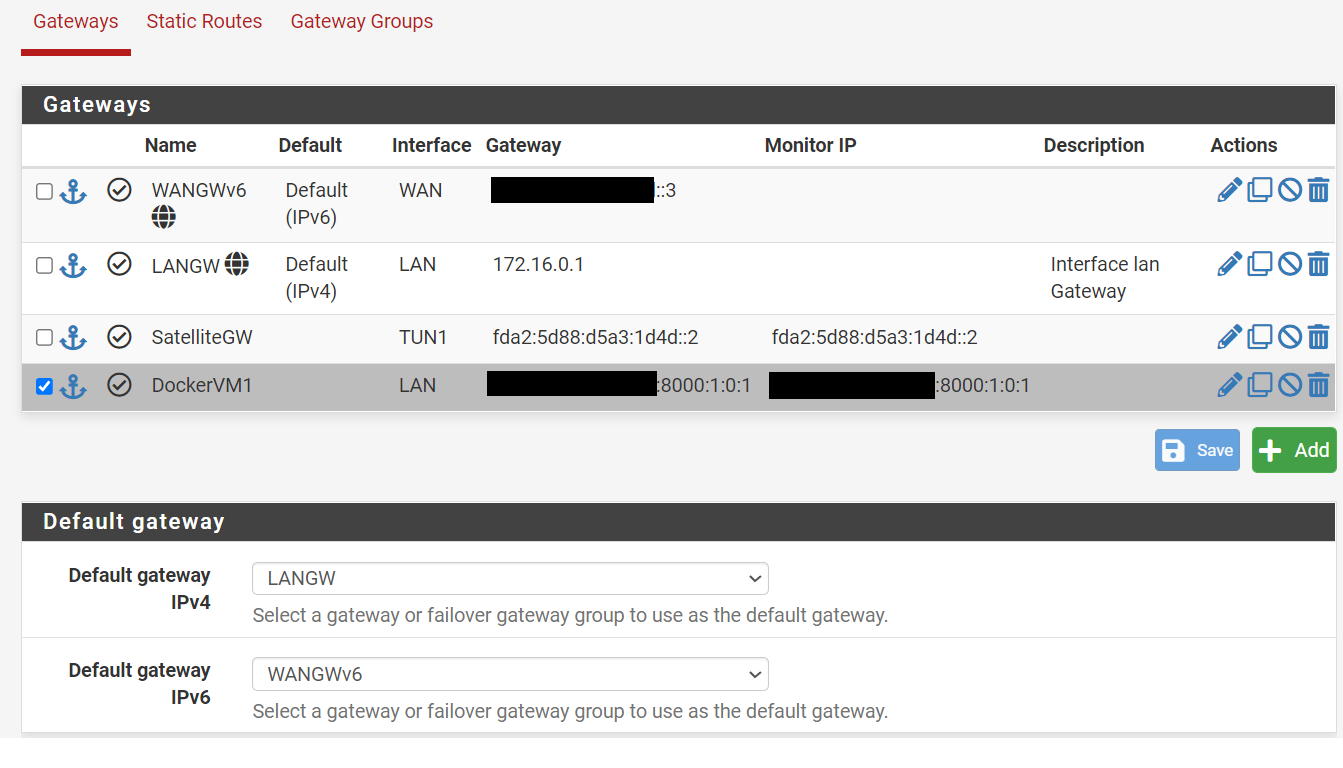 Gateways Static Routes Gateway Groups
Gateways
Name Default Interface Gateway Monitor IP Description Actions
WANGWv6 Default (IPv6) WAN ::3
LANGW Default (IPv4) LAN 172.16.0.1 Interface lan Gateway
SatelliteGW TUN1 fda2:5d88:d5a3:1d4d::2 fda2:5d88:d5a3:1d4d::2
DockerVM1 LAN :8000:1:0:1 :8000:1:0:1
Save Add
Default gateway
Default gateway IPv4
LANGW
Select a gateway or failover gateway group to use as the default gateway.
Default gateway IPv6
WANGWv6
Select a gateway or failover gateway group to use as the default gateway.